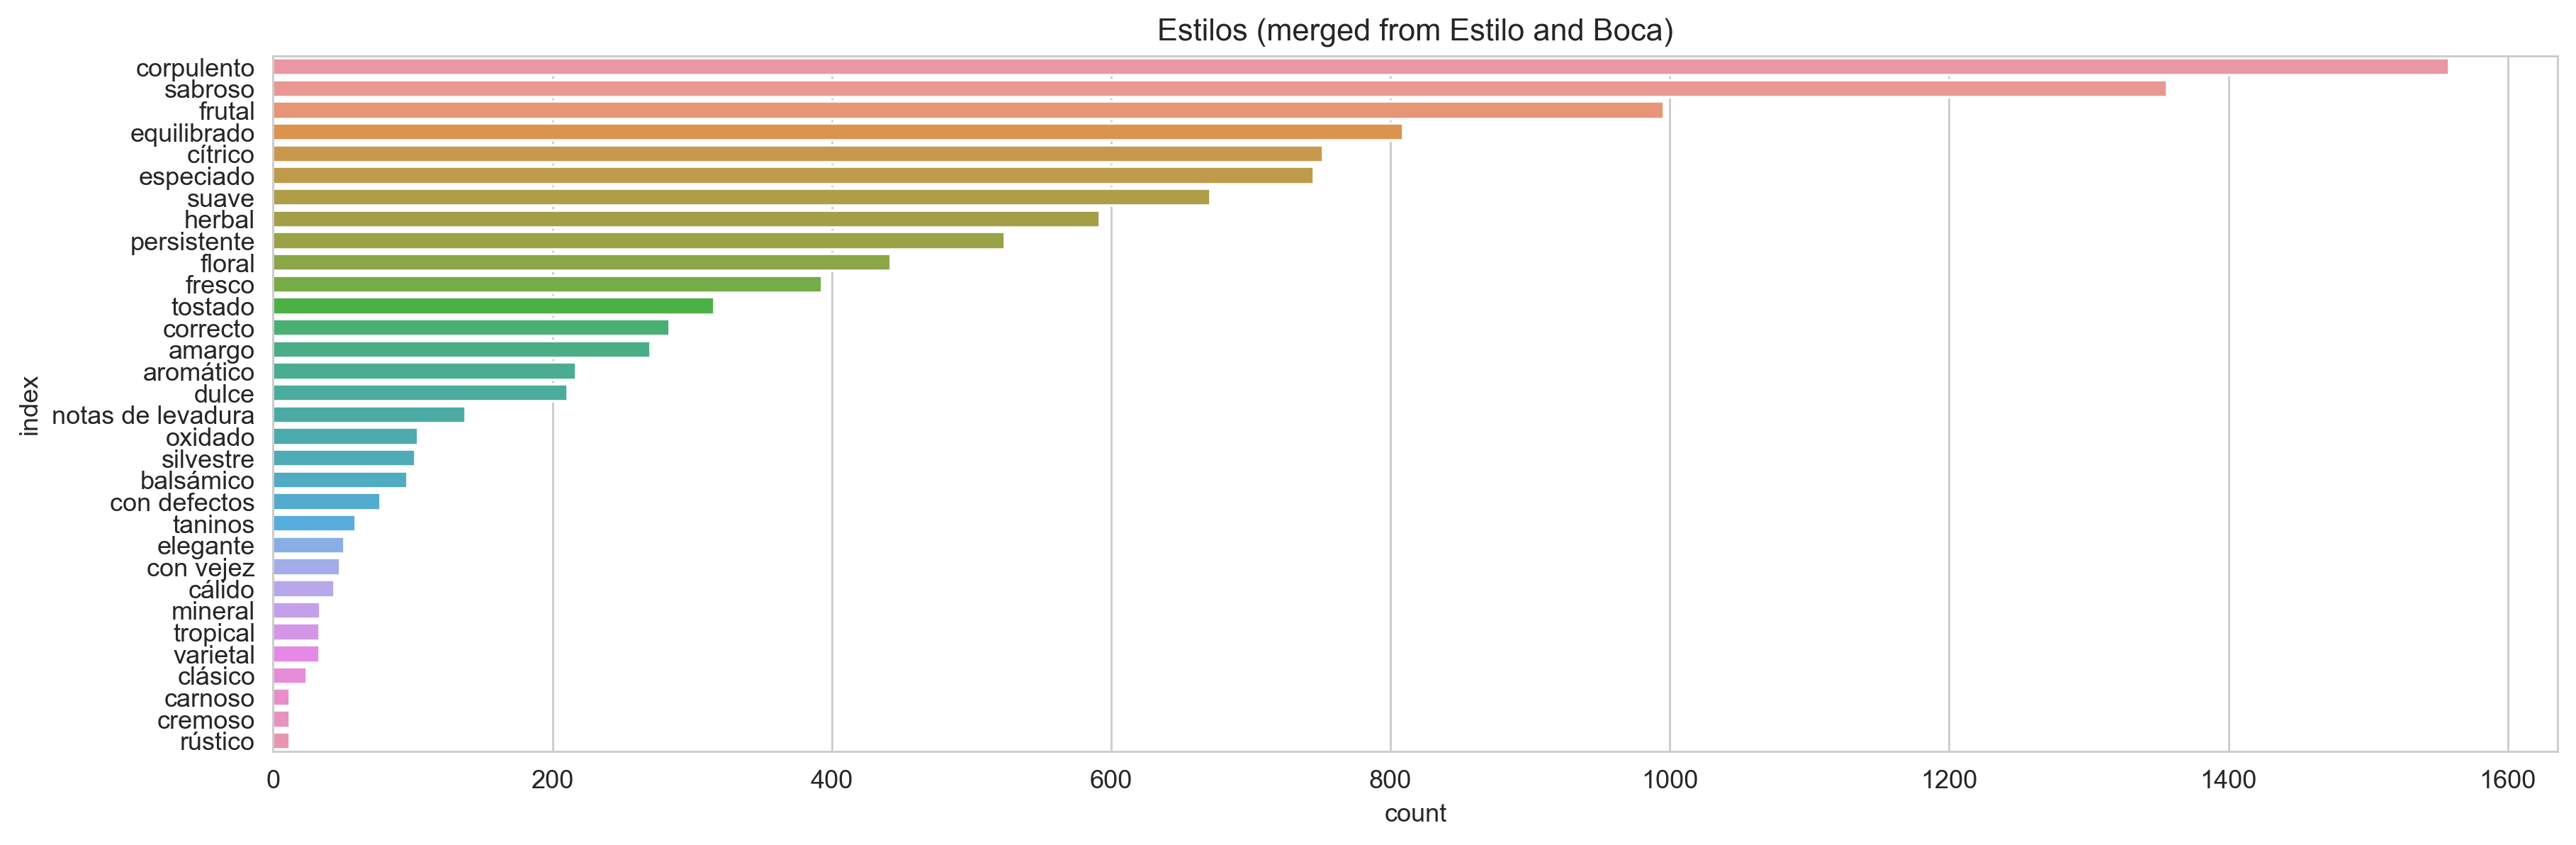 Estilos (merged from Estilo and Boca)
corpulento
sabroso
frutal
equilibrado
cítrico
especiado
suave
herbal
persistente
floral
fresco
tostado
correcto
amargo
aromático
dulce
notas de levadura
oxidado
silvestre
balsámico
con defectos
taninos
elegante
con vejez
cálido
mineral
tropical
varietal
clásico
carnoso
cremoso
rústico
index
0 200 400 600 800 1000 1200 1400 1600
count